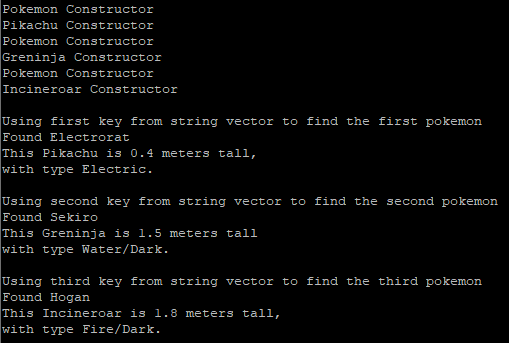 Pokemon Constructor
Pikachu Constructor
Pokemon Constructor
Greninja Constructor
Pokemon Constructor
Incineroar Constructor
Using first key from string vector to find the first pokemon
Found Electrorat
This Pikachu is 0.4 meters tall,
with type Electric.
Using second key from string vector to find the second pokemon
Found Sekiro
This Greninja is 1.5 meters tall
with type Water/Dark.
Using third key from string vector to find the third pokemon
Found Hogan
This Incineroar is 1.8 meters tall,
with type Fire/Dark.